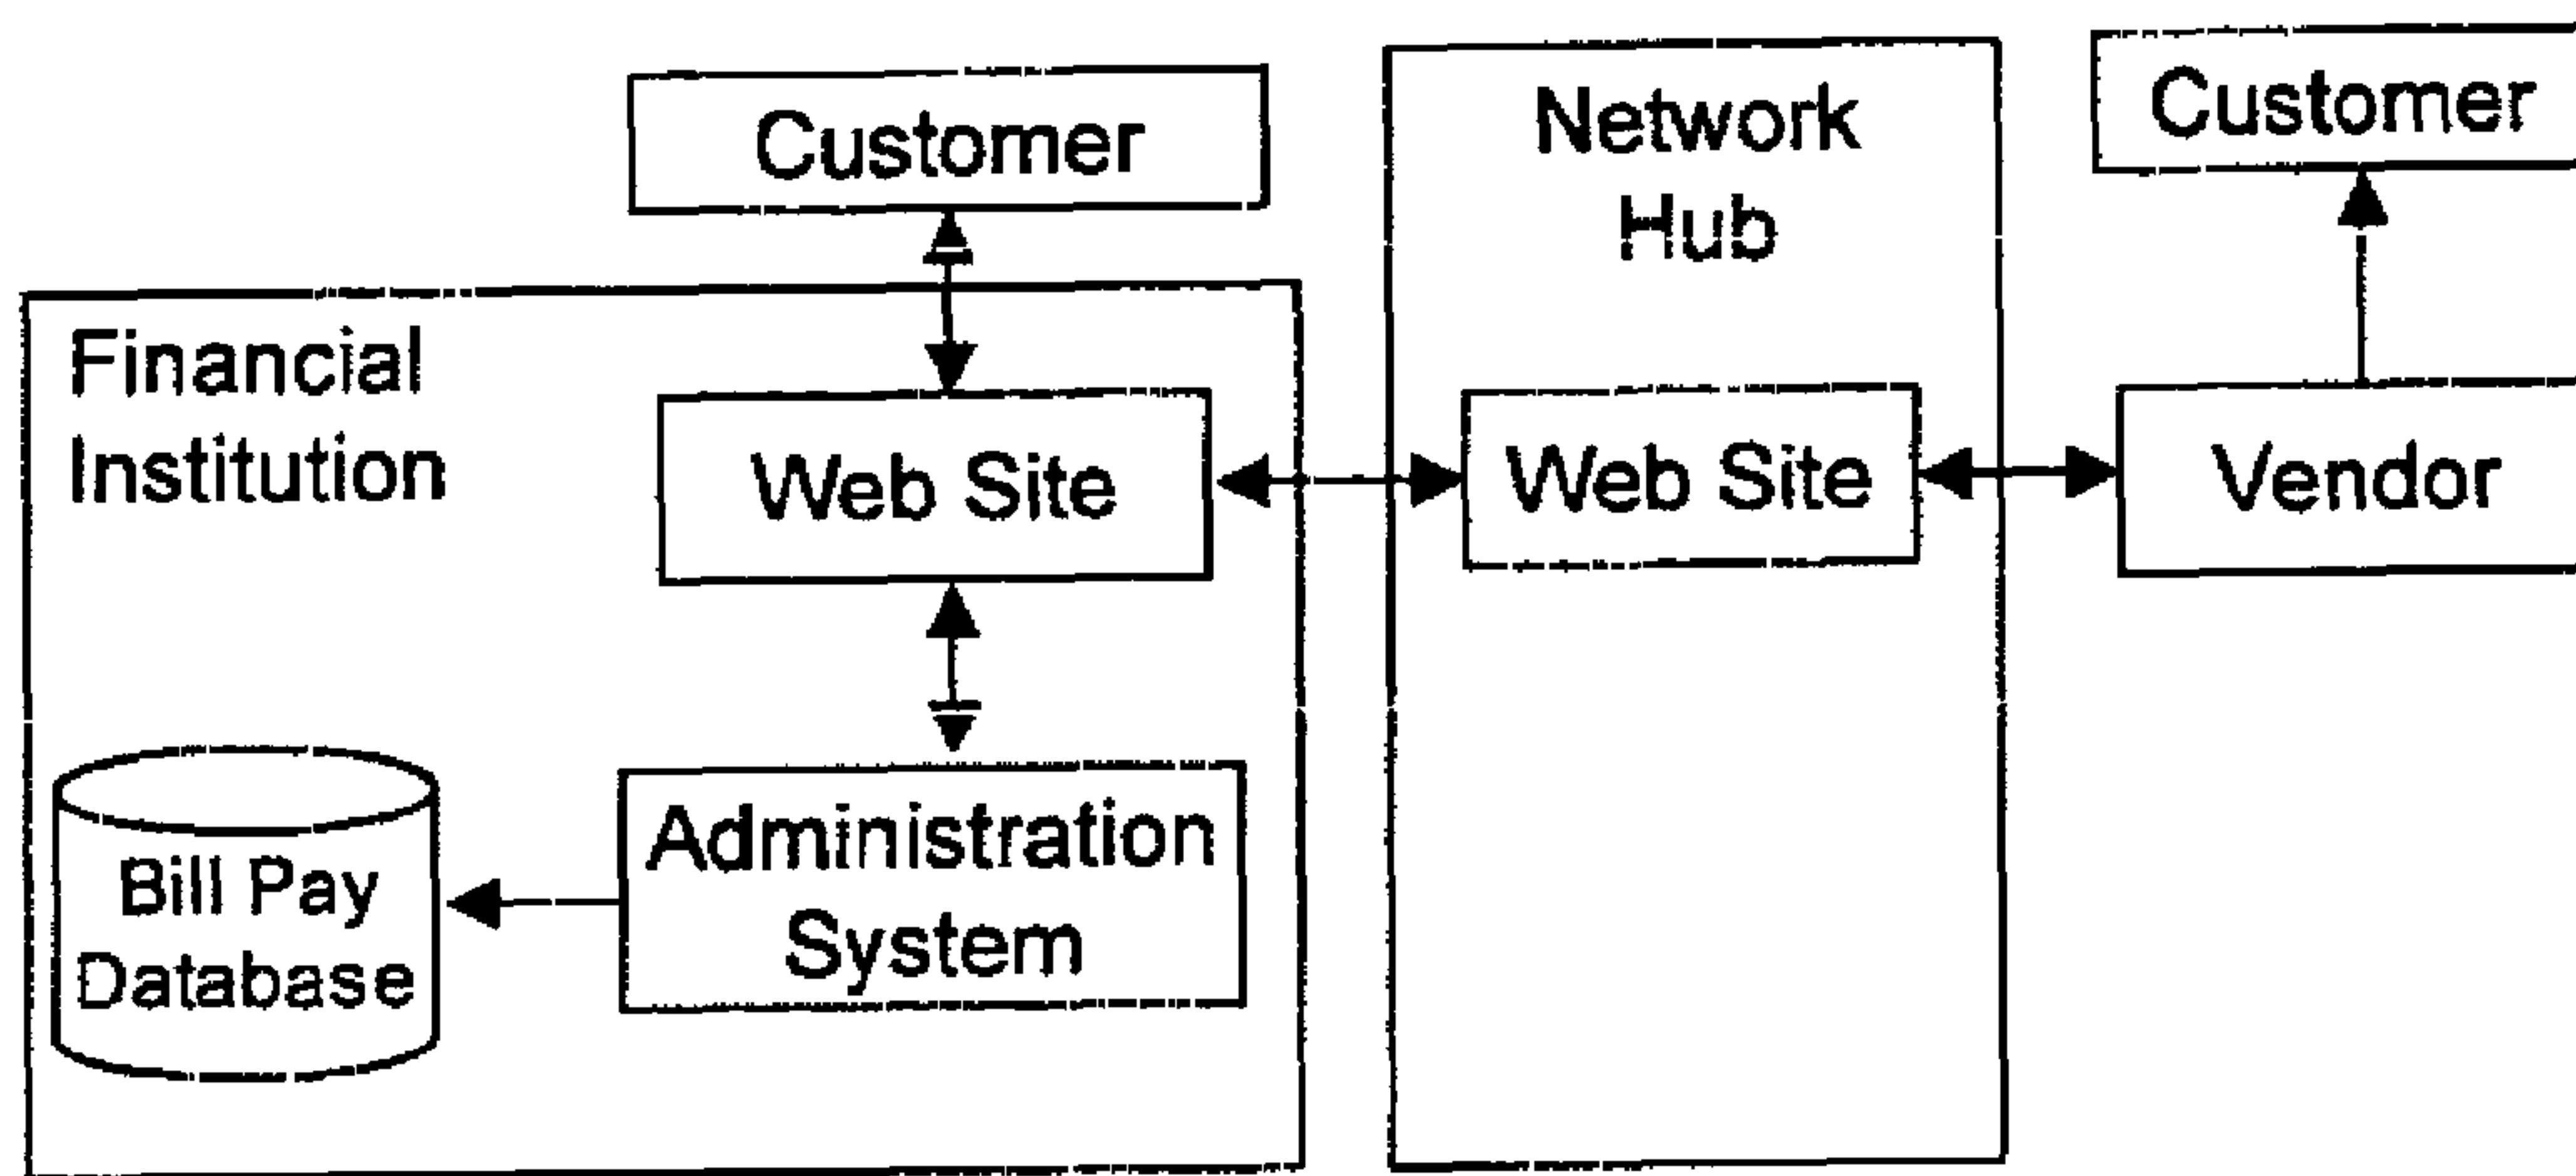 Customer
Network
Hub
Customer
Financial
Institution
Web Site
Web Site
Vendor
Bill Pay
Database
Administration
System